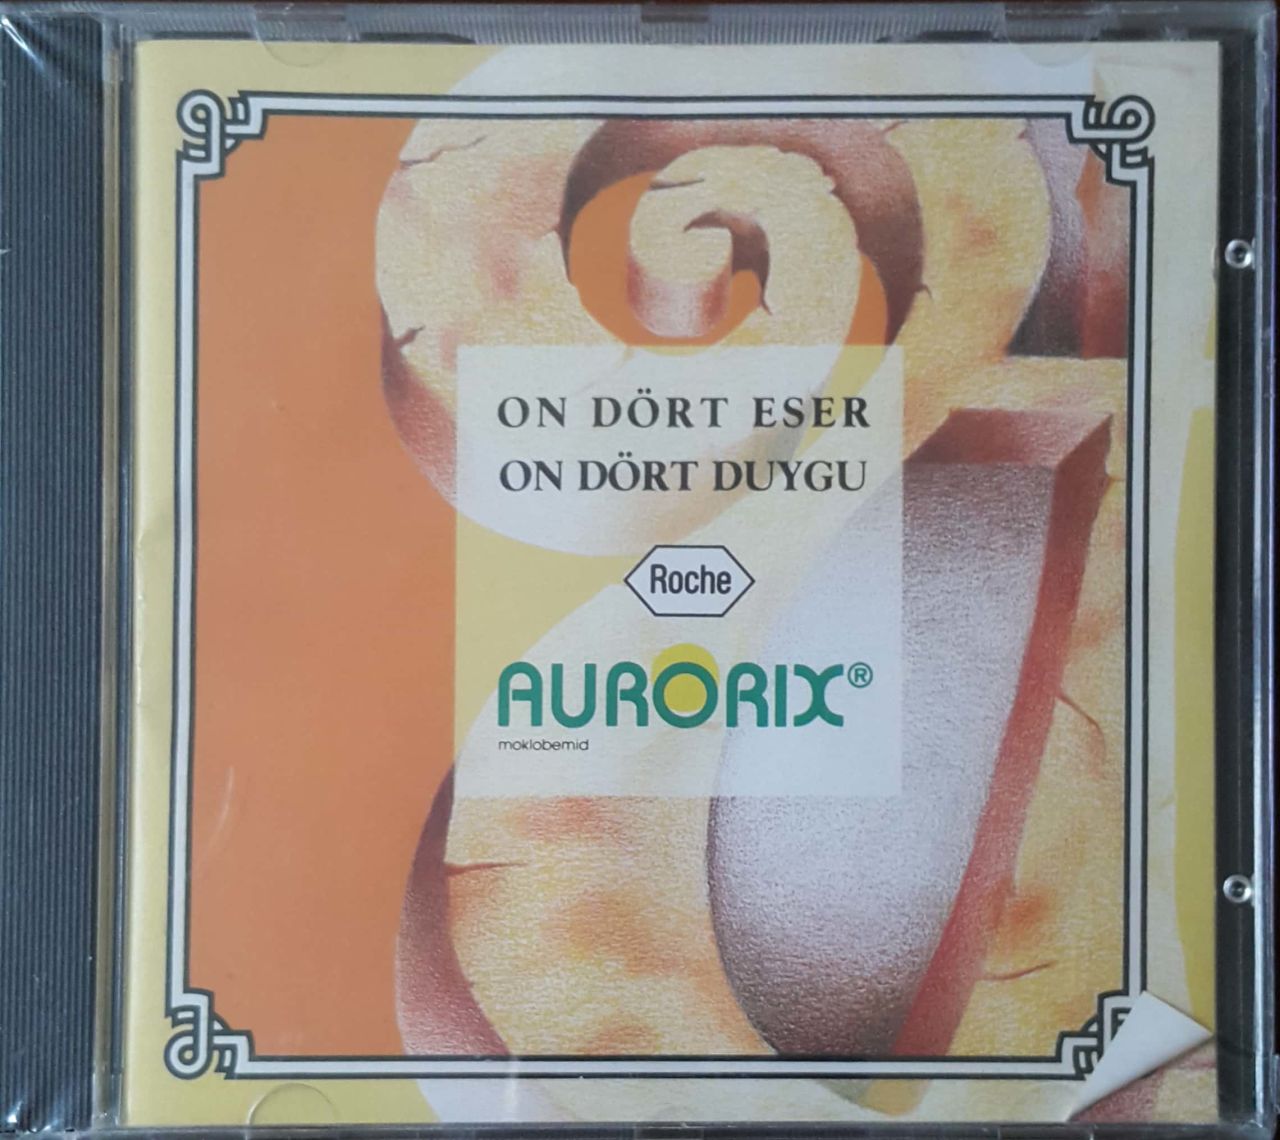 ON DÖRT ESER
ON DÖRT DUYGU
Roche
AURORIX®
moklobemid